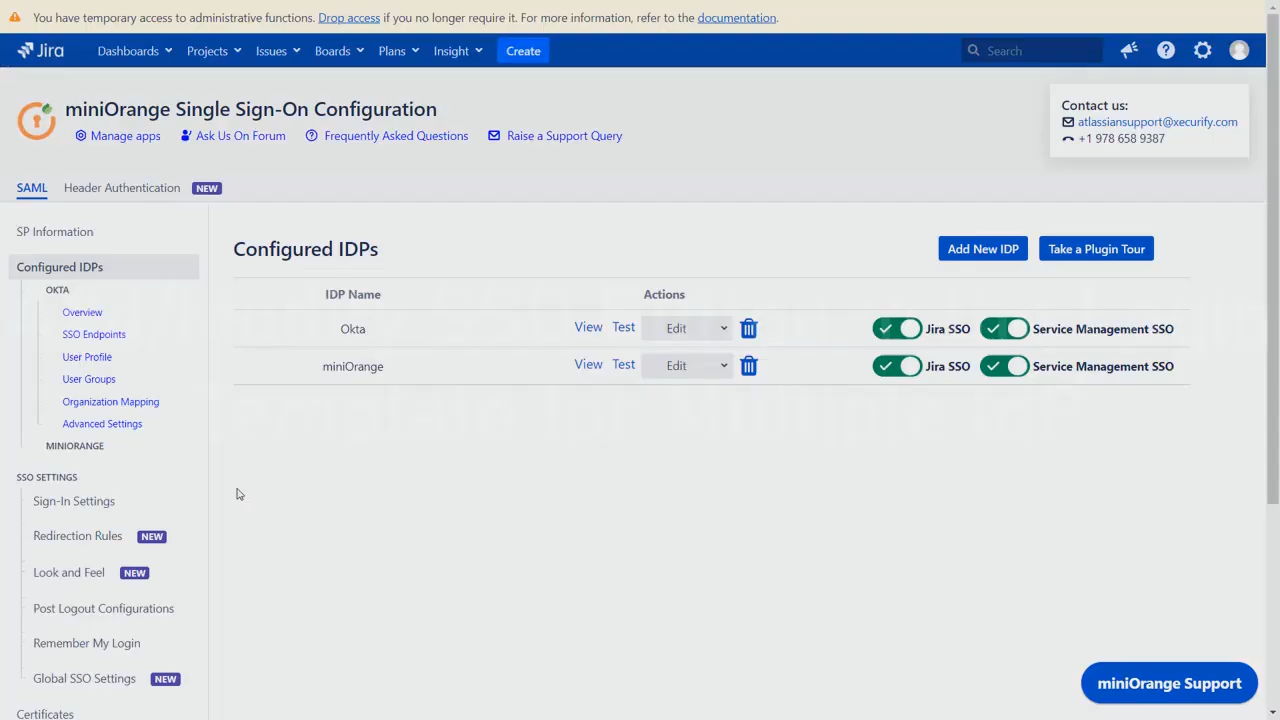 You have temporary access to administrative functions. Drop access if you no longer require it. For more information, refer to the documentation.
Jira Dashboards Projects Issues Boards Plans Insight Create Search
miniOrange Single Sign-On Configuration
Manage apps Ask Us On Forum Frequently Asked Questions Raise a Support Query
Contact us:
atlassiansupport@xecurify.com
+1 978 658 9387
SAML Header Authentication NEW
SP Information
Configured IDPs
OKTA
Overview
SSO Endpoints
User Profile
User Groups
Organization Mapping
Advanced Settings
MINIORANGE
SSO SETTINGS
Sign-In Settings
Redirection Rules NEW
Look and Feel NEW
Post Logout Configurations
Remember My Login
Global SSO Settings NEW
Certificates
Configured IDPs Add New IDP Take a Plugin Tour
IDP Name Actions
Okta View Test Edit Jira SSO Service Management SSO
miniOrange View Test Edit Jira SSO Service Management SSO
miniOrange Support